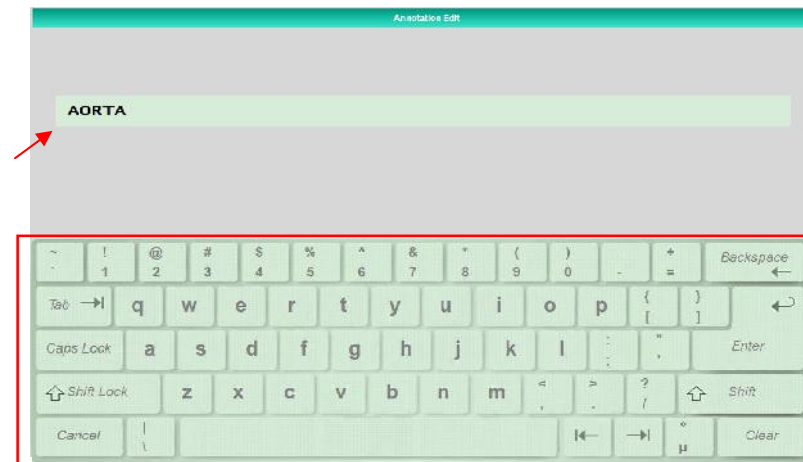 Annotation Edit
AORTA
~ ! @ # $ % ^ & * ( ) + Backspace
` 1 2 3 4 5 6 7 8 9 0 - =
Tab q w e r t y u i o p { }
[ ]
Caps Lock a s d f g h j k l : " Enter
; '
Shift Lock z x c v b n m < > ? Shift
, . /
Cancel | ° Clear
\ µ